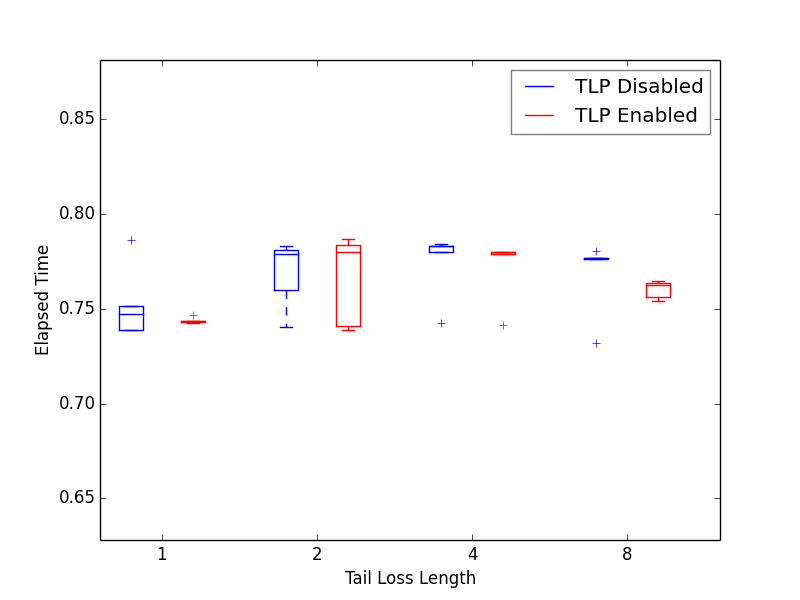 TLP Disabled
TLP Enabled
0.85
0.80
0.75
0.70
0.65
Elapsed Time
1 2 4 8
Tail Loss Length